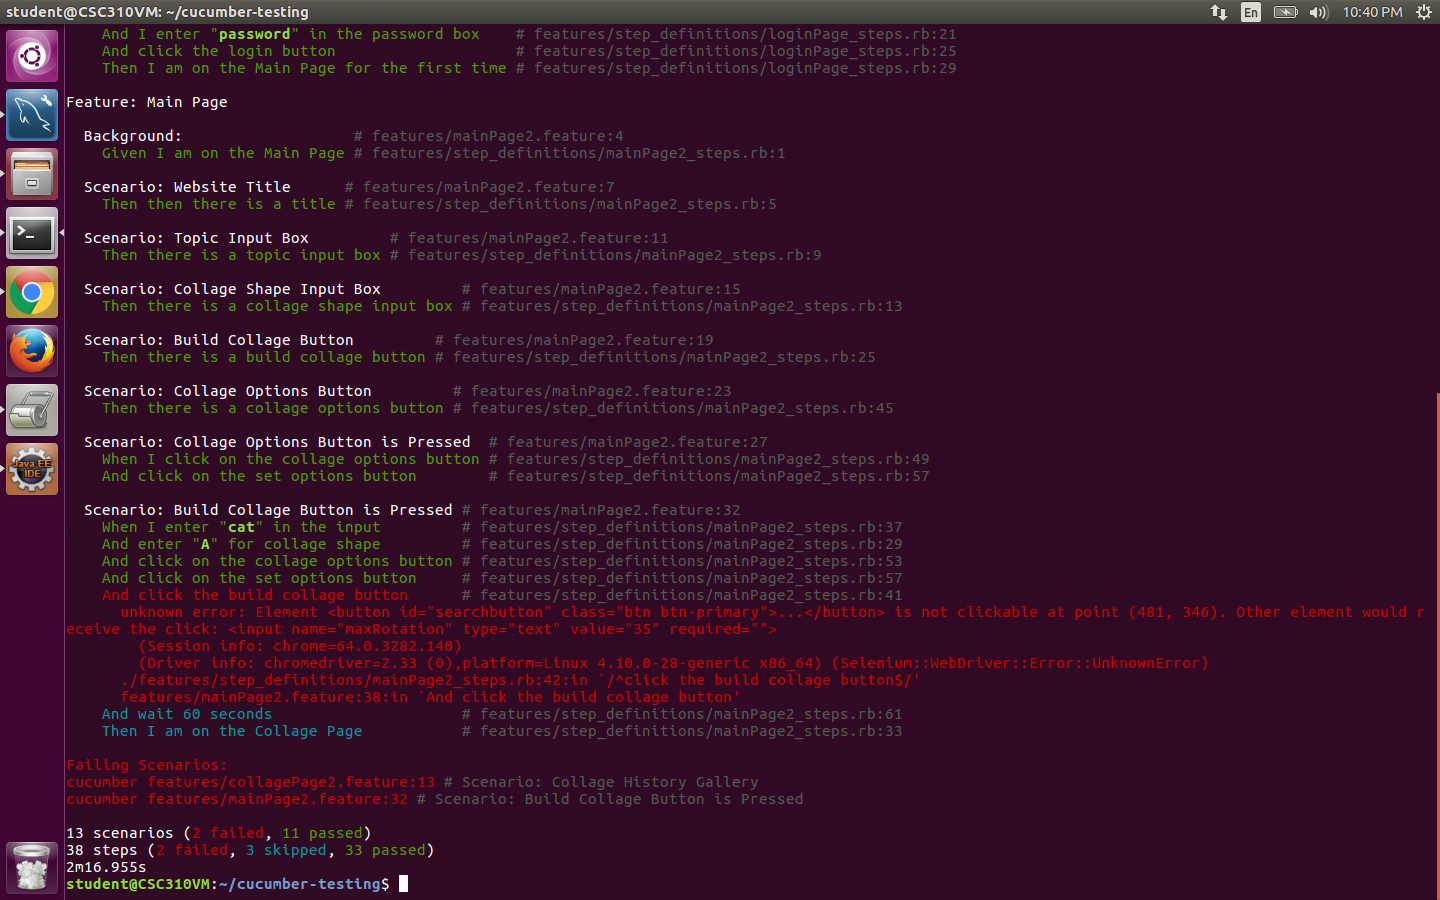 student@CSC310VM: ~/cucumber-testing
En
10:40 PM
And I enter "password" in the password box # features/step_definitions/loginPage_steps.rb:21
And click the login button # features/step_definitions/loginPage_steps.rb:25
Then I am on the Main Page for the first time # features/step_definitions/loginPage_steps.rb:29
Feature: Main Page
Background: # features/mainPage2.feature:4
Given I am on the Main Page # features/step_definitions/mainPage2_steps.rb:1
Scenario: Website Title # features/mainPage2.feature:7
Then then there is a title # features/step_definitions/mainPage2_steps.rb:5
Scenario: Topic Input Box # features/mainPage2.feature:11
Then there is a topic input box # features/step_definitions/mainPage2_steps.rb:9
Scenario: Collage Shape Input Box # features/mainPage2.feature:15
Then there is a collage shape input box # features/step_definitions/mainPage2_steps.rb:13
Scenario: Build Collage Button # features/mainPage2.feature:19
Then there is a build collage button # features/step_definitions/mainPage2_steps.rb:25
Scenario: Collage Options Button # features/mainPage2.feature:23
Then there is a collage options button # features/step_definitions/mainPage2_steps.rb:45
Scenario: Collage Options Button is Pressed # features/mainPage2.feature:27
When I click on the collage options button # features/step_definitions/mainPage2_steps.rb:49
And click on the set options button # features/step_definitions/mainPage2_steps.rb:57
Java EE
IDE
Scenario: Build Collage Button is Pressed # features/mainPage2.feature:32
When I enter "cat" in the input # features/step_definitions/mainPage2_steps.rb:37
And enter "A" for collage shape # features/step_definitions/mainPage2_steps.rb:29
And click on the collage options button # features/step_definitions/mainPage2_steps.rb:53
And click on the set options button # features/step_definitions/mainPage2_steps.rb:57
And click the build collage button # features/step_definitions/mainPage2_steps.rb:41
unknown error: Element <button id="searchbutton" class="btn btn-primary">...</button> is not clickable at point (481, 346). Other element would r
eceive the click: <input name="maxRotation" type="text" value="35" required="">
(Session info: chrome=64.0.3282.140)
(Driver info: chromedriver=2.33 (0),platform=Linux 4.10.0-28-generic x86_64) (Selenium::WebDriver::Error::UnknownError)
./features/step_definitions/mainPage2_steps.rb:42:in `/^click the build collage button$/'
features/mainPage2.feature:38:in `And click the build collage button'
And wait 60 seconds # features/step_definitions/mainPage2_steps.rb:61
Then I am on the Collage Page # features/step_definitions/mainPage2_steps.rb:33
Failing Scenarios:
cucumber features/collagePage2.feature:13 # Scenario: Collage History Gallery
cucumber features/mainPage2.feature:32 # Scenario: Build Collage Button is Pressed
13 scenarios (2 failed, 11 passed)
38 steps (2 failed, 3 skipped, 33 passed)
2m16.955s
student@CSC310VM:~/cucumber-testing$